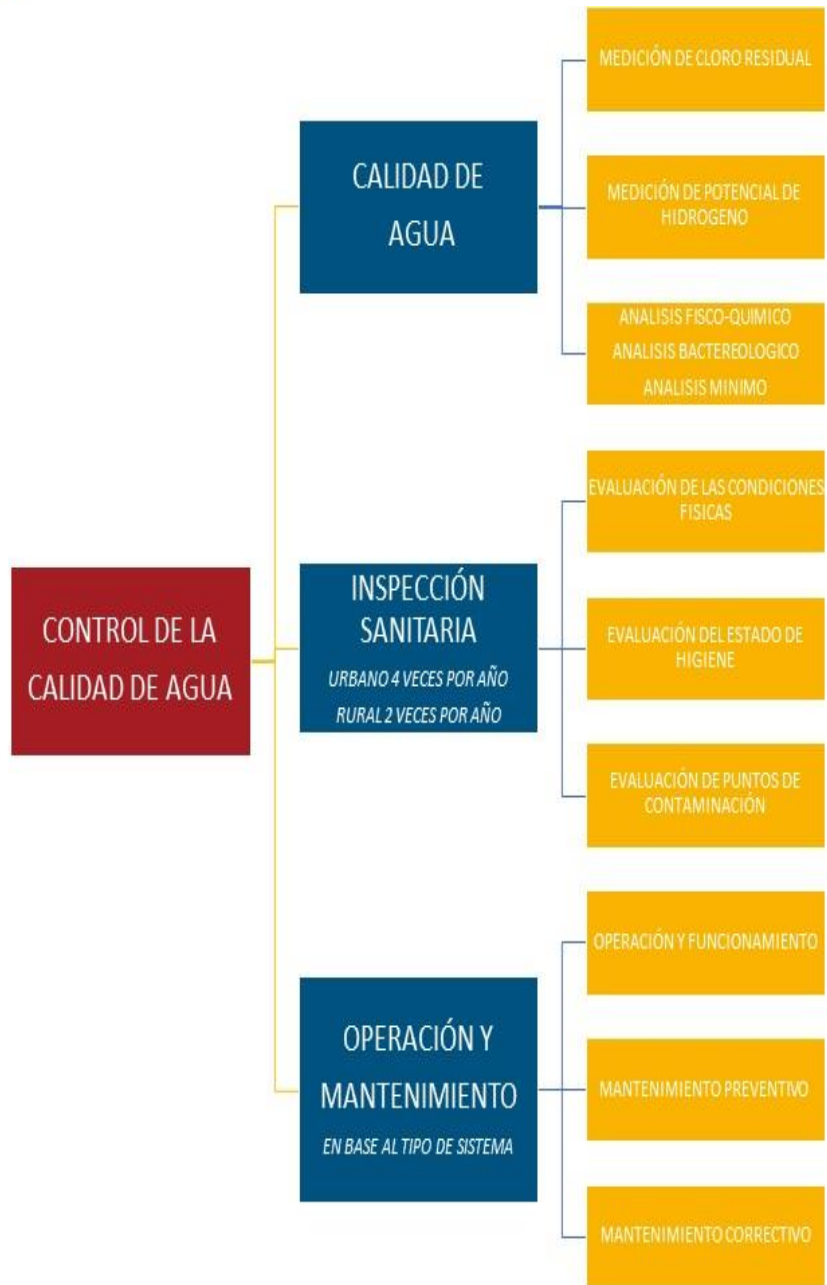 CONTROL DE LA
CALIDAD DE AGUA
CALIDAD DE
AGUA
MEDICIÓN DE CLORO RESIDUAL
MEDICIÓN DE POTENCIAL DE
HIDROGENO
ANALISIS FISCO-QUIMICO
ANALISIS BACTEREOLOGICO
ANALISIS MINIMO
INSPECCIÓN
SANITARIA
URBANO 4 VECES POR AÑO
RURAL 2 VECES POR AÑO
EVALUACIÓN DE LAS CONDICIONES
FISICAS
EVALUACIÓN DEL ESTADO DE
HIGIENE
EVALUACIÓN DE PUNTOS DE
CONTAMINACIÓN
OPERACIÓN Y
MANTENIMIENTO
EN BASE AL TIPO DE SISTEMA
OPERACIÓN Y FUNCIONAMIENTO
MANTENIMIENTO PREVENTIVO
MANTENIMIENTO CORRECTIVO